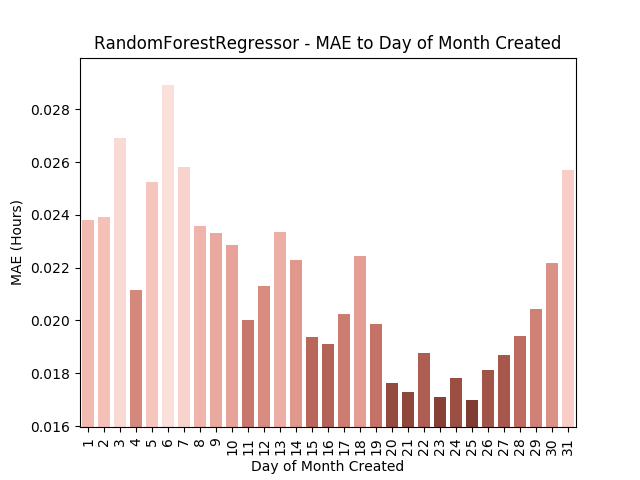 RandomForestRegressor - MAE to Day of Month Created
MAE (Hours)
0.028
0.026
0.024
0.022
0.020
0.018
0.016
1 2 3 4 5 6 7 8 9 10 11 12 13 14 15 16 17 18 19 20 21 22 23 24 25 26 27 28 29 30 31
Day of Month Created